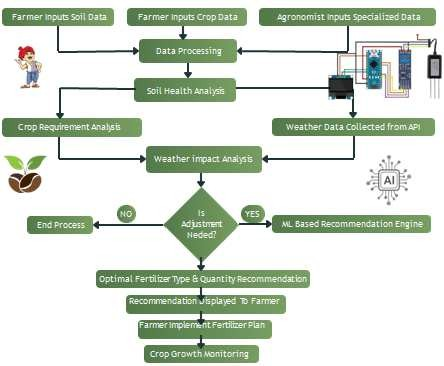 Farmer Inputs Soil Data
Farmer Inputs Crop Data
Agronomist Inputs Specialized Data
Data Processing
Soil Health Analysis
Crop Requirement Analysis
Weather Data Collected from API
Weather impact Analysis
AI
NO
Is
Adjustment
Neded?
YES
End Process
ML Based Recommendation Engine
Optimal Fertilizer Type & Quantity Recommendation
Recommendation Displayed To Farmer
Farmer Implement Fertilizer Plan
Crop Growth Monitoring